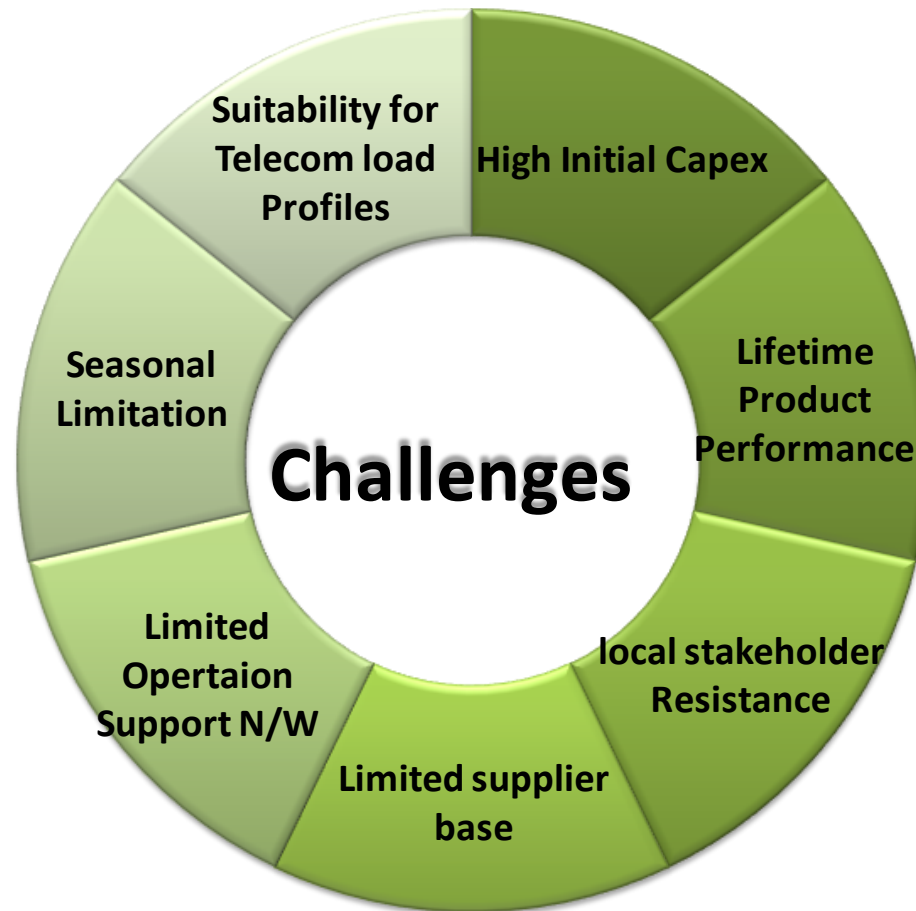 Suitability for
Telecom load
Profiles
High Initial Capex
Lifetime
Product
Performance
local stakeholder
Resistance
Limited supplier
base
Limited
Opertaion
Support N/W
Seasonal
Limitation
Challenges